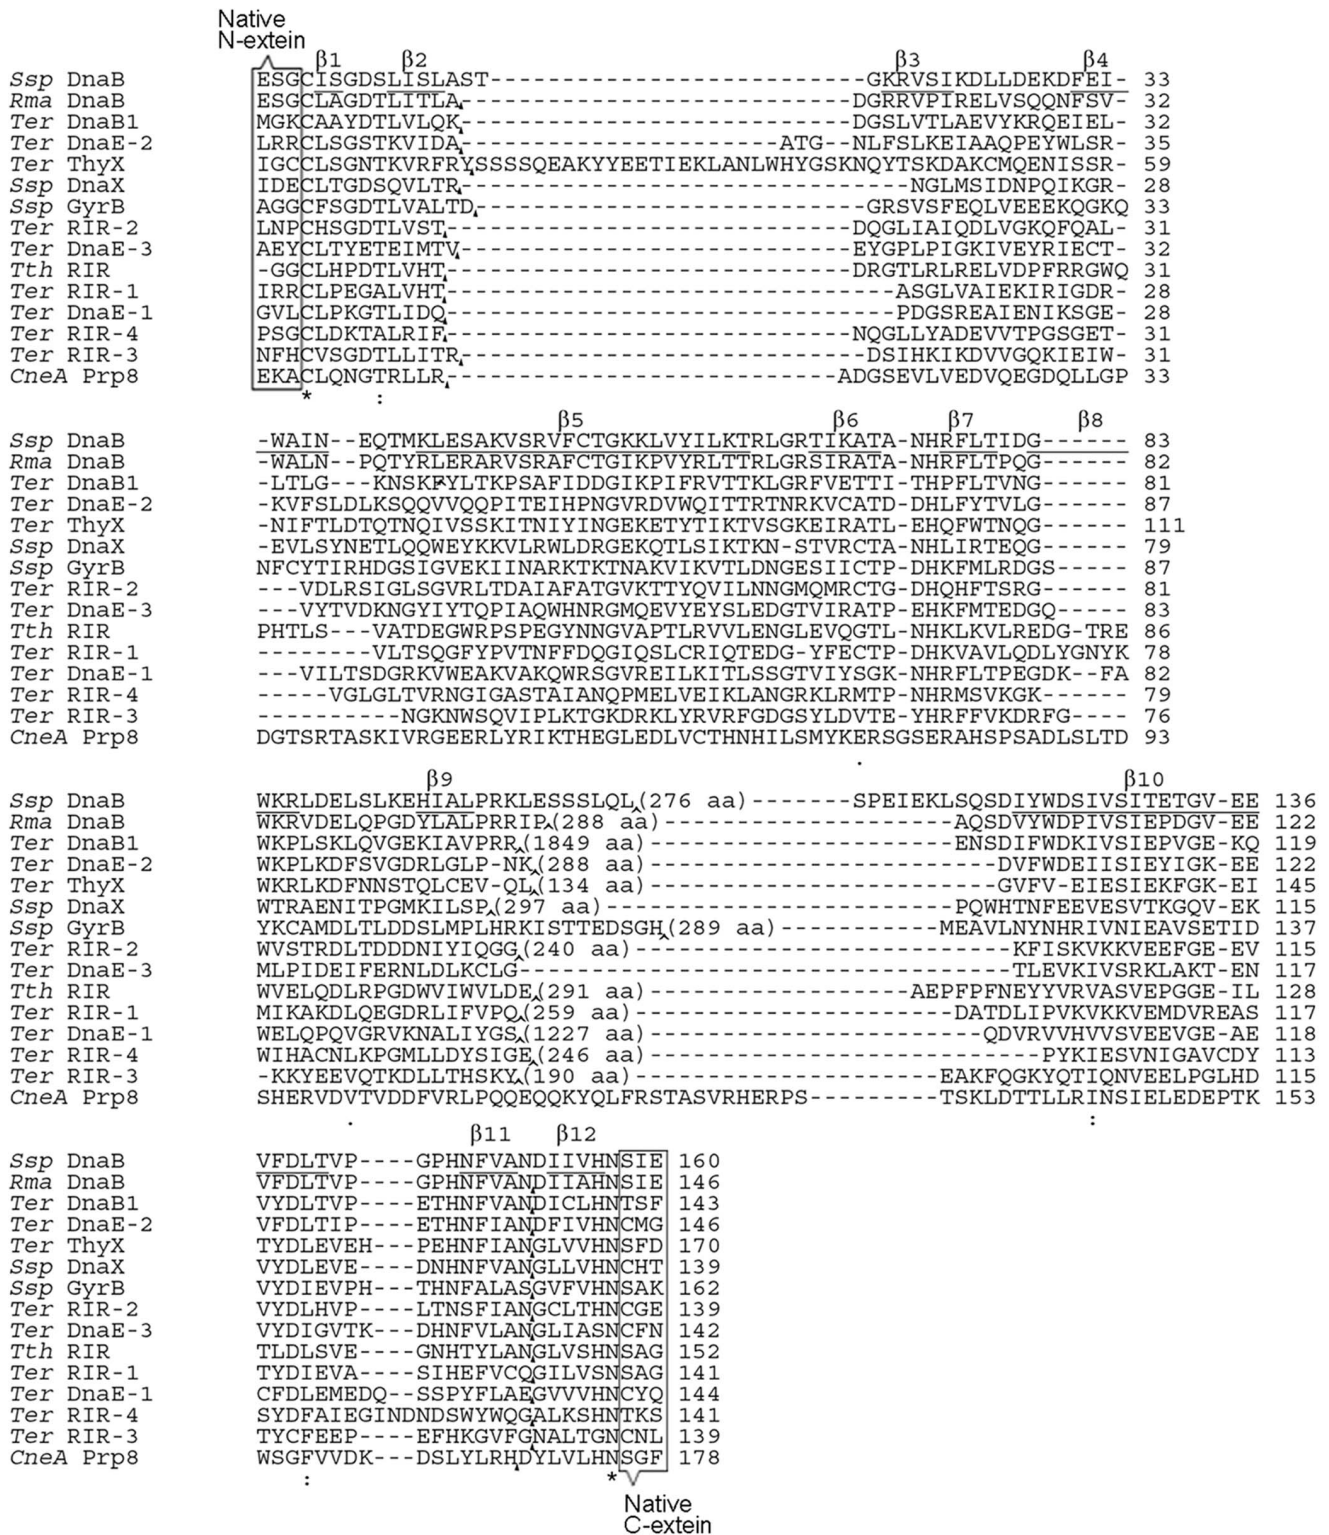 Native
N-extein
β1 β2 β3 β4
Ssp DnaB ESGCISGDSLISLAST--------------------------GKRVSIKDLLDEKDFEI- 33
Rma DnaB ESGCLAGDTLITLA---------------------------DGRRVPIRELVSQQNFSV- 32
Ter DnaB1 MGKCAAYDTLVLQK---------------------------DGSLVTLAEVYKRQEIEL- 32
Ter DnaE-2 LRRCLSGSTKVIDA----------------------ATG--NLFSLKEIAAQPEYWLSR- 35
Ter ThyX IGCCLSGNTKVRFRYSSSSSQEAKYYEETIEKLANLWHYGSKNQYTSKDAKCMQENISSR- 59
Ssp DnaX IDECLTGDSQVLTR-------------------------------NGLMSIDNPQIKGR- 28
Ssp GyrB AGGCFSGDTLVALTD---------------------------GRSVSFEQLVEEEKQGKQ 33
Ter RIR-2 LNPCHSGDTLVST----------------------------DQGLIAIQDLVGKQFQAL- 31
Ter DnaE-3 AEYCLTYETEIMTV---------------------------EYGPLPIGKIVEYRIECT- 32
Tth RIR -GGCLHPDTLVHT----------------------------DRGTLRLRELVDPFRRGWQ 31
Ter RIR-1 IRRCLPEGALVHT-------------------------------ASGLVAIEKIRIGDR- 28
Ter DnaE-1 GVLCLPKGTLIDQ-------------------------------PDGSREAIENIKSGE- 28
Ter RIR-4 PSGCLDKTALRIF----------------------------NQGLLYADEVVTPGSGET- 31
Ter RIR-3 NFHCVSGDTLLITR----------------------------DSIHKIKDVVGQKIEIW- 31
CneA Prp8 EKACLQNGTRLLR---------------------------ADGSEVLVEDVQEGDQLLGP 33
* :
β5 β6 β7 β8
Ssp DnaB -WAIN--EQTMKLESAKVSRVFCTGKKLVYILKTRLGRTIKATA-NHRFLTIDG------ 83
Rma DnaB -WALN--PQTYRLERARVSRAFCTGIKPVYRLTTRLGRSIRATA-NHRFLTPQG------ 82
Ter DnaB1 -LTLG---KNSKFYLTKPSAFIDDGIKPIFRVTTKLGRFVETTI-THPFLTVNG------ 81
Ter DnaE-2 -KVFSLDLKSQQVVQQPITEIHPNGVRDVWQITTRTNRKVCATD-DHLFYTVLG------ 87
Ter ThyX -NIFTLDTQTNQIVSSKITNIYINGEKETYTIKTVSGKEIRATL-EHQFWTNQG------ 111
Ssp DnaX -EVLSYNETLQQWEYKKVLRWLDRGEKQTLSIKTKN-STVRCTA-NHLIRTEQG------ 79
Ssp GyrB NFCYTIRHDGSIGVEKIINARKTKTNAKVIKVTLDNGESIICTP-DHKFMLRDGS----- 87
Ter RIR-2 ---VDLRSIGLSGVRLTDAIAFATGVKTTYQVILNNGMQMRCTG-DHQHFTSRG------ 81
Ter DnaE-3 ---VYTVDKNGYIYTQPIAQWHNRGMQEVYEYSLEDGTVIRATP-EHKFMTEDGQ----- 83
Tth RIR PHTLS---VATDEGWRPSPEGYNNGVAPTLRVVLENGLEVQGTL-NHKLKVLREDG-TRE 86
Ter RIR-1 --------VLTSQGFYPVTNFFDQGIQSLCRIQTEDG-YFECTP-DHKVAVLQDLYGNYK 78
Ter DnaE-1 ---VILTSDGRKVWEAKVAKQWRSGVREILKITLSSGTVIYSGK-NHRFLTPEGDK--FA 82
Ter RIR-4 -----VGLGLTVRNGIGASTAIANQPMELVEIKLANGRKLRMTP-NHRMSVKGK------ 79
Ter RIR-3 ----------NGKNWSQVIPLKTGKDRKLYRVRFGDGSYLDVTE-YHRFFVKDRFG---- 76
CneA Prp8 DGTSRTASKIVRGEERLYRIKTHEGLEDLVCTHNHILSMYKERSGSERAHSPSADLSLTD 93
.
β9 β10
Ssp DnaB WKRLDELSLKEHIALPRKLESSSLQL(276 aa)-------SPEIEKLSQSDIYWDSIVSITETGV-EE 136
Rma DnaB WKRVDELQPGDYLALPRRIP(288 aa)--------------------AQSDVYWDPIVSIEPDGV-EE 122
Ter DnaB1 WKPLSKLQVGEKIAVPRR(1849 aa)---------------------ENSDIFWDKIVSIEPVGE-KQ 119
Ter DnaE-2 WKPLKDFSVGDRLGLP-NK(288 aa)------------------------DVFWDEIISIEYIGK-EE 122
Ter ThyX WKRLKDFNNSTQLCEV-QL(134 aa)------------------------GVFV-EIESIEKFGK-EI 145
Ssp DnaX WTRAENITPGMKILSP(297 aa)------------------------PQWHTNFEEVESVTKGQV-EK 115
Ssp GyrB YKCAMDLTLDDSLMPLHRKISTTEDSGH(289 aa)-----------MEAVLNYNHRIVNIEAVSETID 137
Ter RIR-2 WVSTRDLTDDDNIYIQGG(240 aa)--------------------------KFISKVKKVEEFGE-EV 115
Ter DnaE-3 MLPIDEIFERNLDLKCLG----------------------------------TLEVKIVSRKLAKT-EN 117
Tth RIR WVELQDLRPGDWVIWVLDE(291 aa)------------------AEPFPFNEYYVRVASVEPGGE-IL 128
Ter RIR-1 MIKAKDLQEGDRLIFVPQ(259 aa)----------------------DATDLIPVKVKKVEMDVREAS 117
Ter DnaE-1 WELQPQVGRVKNALIYGS(1227 aa)-----------------------QDVRVVHVVSVEEVGE-AE 118
Ter RIR-4 WIHACNLKPGMLLDYSIGE(246 aa)---------------------------PYKIESVNIGAVCDY 113
Ter RIR-3 -KKYEEVQTKDLLTHSKY(190 aa)---------------------EAKFQGKYQTIQNVEELPGLHD 115
CneA Prp8 SHERVDVTVDDFVRLPQQEQQKYQLFRSTASVRHERPS---------TSKLDTTLLRINSIELEDEPTK 153
. :
β11 β12
Ssp DnaB VFDLTVP----GPHNFVANDIIVHNSIE 160
Rma DnaB VFDLTVP----GPHNFVANDIIAHNSIE 146
Ter DnaB1 VYDLTVP----ETHNFVANDICLHNTSF 143
Ter DnaE-2 VFDLTIP----ETHNFIANDFIVHNCMG 146
Ter ThyX TYDLEVEH---PEHNFIANGLVVHNSFD 170
Ssp DnaX VYDLEVE----DNHNFVANGLLVHNCHT 139
Ssp GyrB VYDIEVPH---THNFALASGVFVHNSAK 162
Ter RIR-2 VYDLHVP----LTNSFIANGCLTHNCGE 139
Ter DnaE-3 VYDIGVTK---DHNFVLANGLIASNCFN 142
Tth RIR TLDLSVE----GNHTYLANGLVSHNSAG 152
Ter RIR-1 TYDIEVA----SIHEFVCQGILVSNSAG 141
Ter DnaE-1 CFDLEMEDQ--SSPYFLAEGVVVHNCYQ 144
Ter RIR-4 SYDFAIEGINDNDSWYWQGALKSHNTKS 141
Ter RIR-3 TYCFEEP----EFHKGVFGNALTGNCNL 139
CneA Prp8 WSGFVVDK---DSLYLRHDYLVLHNSGF 178
: *
Native
C-extein